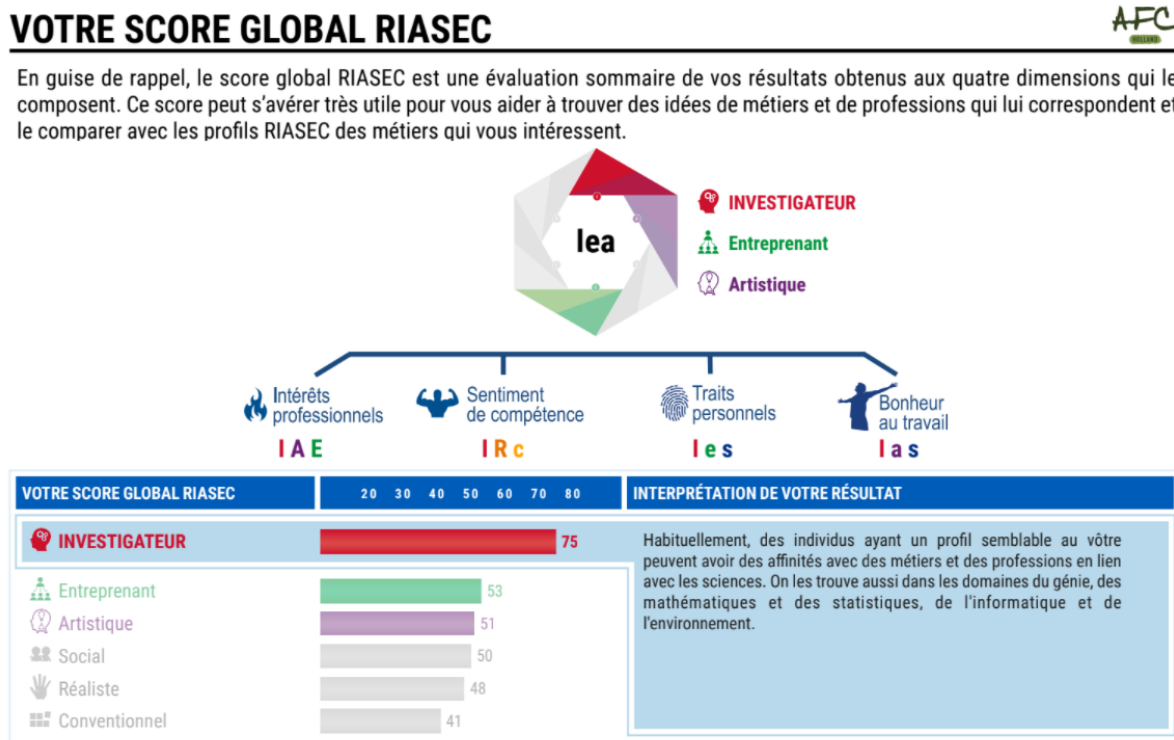 VOTRE SCORE GLOBAL RIASEC
AFC
HOLLAND
En guise de rappel, le score global RIASEC est une évaluation sommaire de vos résultats obtenus aux quatre dimensions qui le
composent. Ce score peut s'avérer très utile pour vous aider à trouver des idées de métiers et de professions qui lui correspondent et
le comparer avec les profils RIASEC des métiers qui vous intéressent.
Iea
INVESTIGATEUR
Entreprenant
Artistique
Intérêts
professionnels
I A E
Sentiment
de compétence
I R c
Traits
personnels
I e s
Bonheur
au travail
I a s
VOTRE SCORE GLOBAL RIASEC
20 30 40 50 60 70 80
INTERPRÉTATION DE VOTRE RÉSULTAT
INVESTIGATEUR 75
Entreprenant 53
Artistique 51
Social 50
Réaliste 48
Conventionnel 41
Habituellement, des individus ayant un profil semblable au vôtre
peuvent avoir des affinités avec des métiers et des professions en lien
avec les sciences. On les trouve aussi dans les domaines du génie, des
mathématiques et des statistiques, de l'informatique et de
l'environnement.